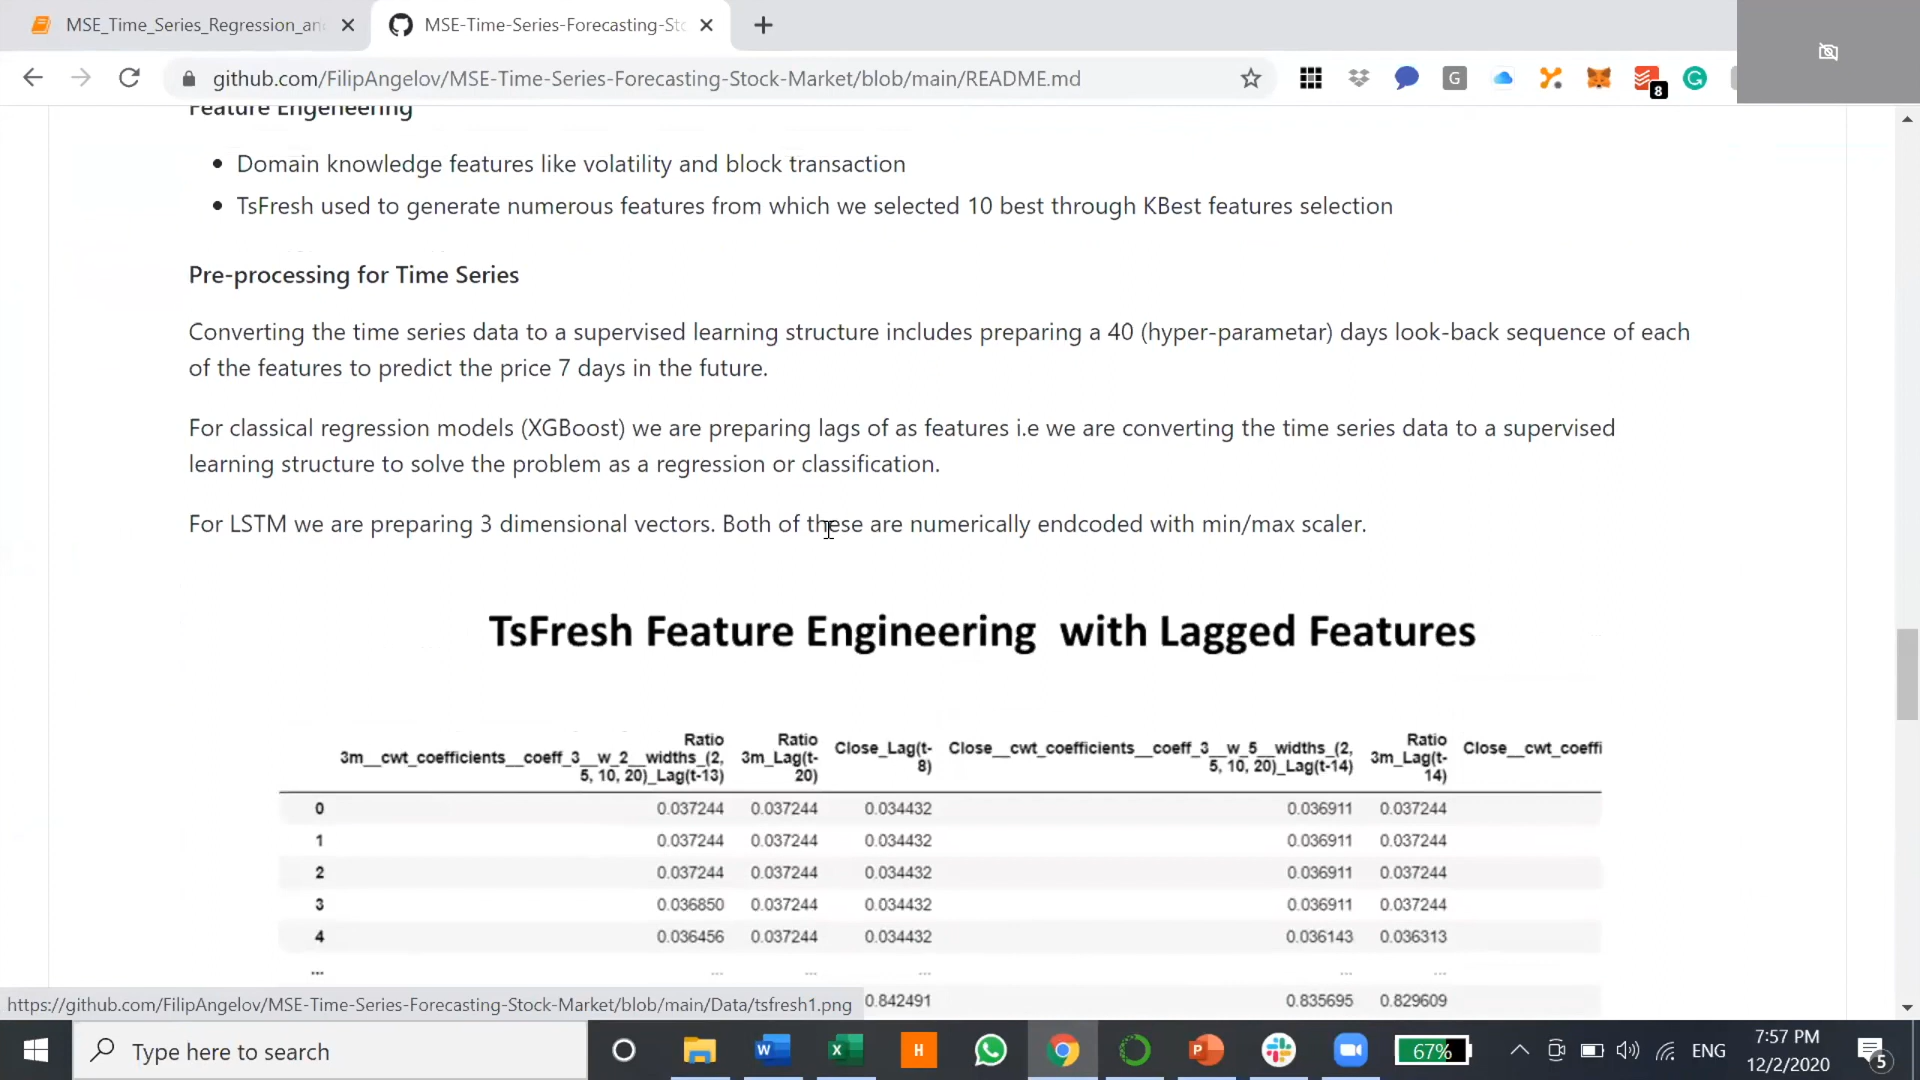 MSE_Time_Series_Regression_an
MSE-Time-Series-Forecasting-Sto
github.com/FilipAngelov/MSE-Time-Series-Forecasting-Stock-Market/blob/main/README.md
G
8
Feature Engeneering
Domain knowledge features like volatility and block transaction
TsFresh used to generate numerous features from which we selected 10 best through KBest features selection
Pre-processing for Time Series
Converting the time series data to a supervised learning structure includes preparing a 40 (hyper-parametar) days look-back sequence of each
of the features to predict the price 7 days in the future.
For classical regression models (XGBoost) we are preparing lags of as features i.e we are converting the time series data to a supervised
learning structure to solve the problem as a regression or classification.
For LSTM we are preparing 3 dimensional vectors. Both of these are numerically endcoded with min/max scaler.
TsFresh Feature Engineering with Lagged Features
Ratio 3m__cwt_coefficients__coeff_3__w_2__widths_(2, 5, 10, 20)_Lag(t-13) Ratio 3m_Lag(t-20) Close_Lag(t-8) Close__cwt_coefficients__coeff_3__w_5__widths_(2, 5, 10, 20)_Lag(t-14) Ratio 3m_Lag(t-14) Close__cwt_coeffi
0 0.037244 0.037244 0.034432 0.036911 0.037244
1 0.037244 0.037244 0.034432 0.036911 0.037244
2 0.037244 0.037244 0.034432 0.036911 0.037244
3 0.036850 0.037244 0.034432 0.036911 0.037244
4 0.036456 0.037244 0.034432 0.036143 0.036313
... ... ... ... ... ...
0.842491 0.835695 0.829609
https://github.com/FilipAngelov/MSE-Time-Series-Forecasting-Stock-Market/blob/main/Data/tsfresh1.png
Type here to search
W
X
H
P
67%
ENG
7:57 PM
12/2/2020
5